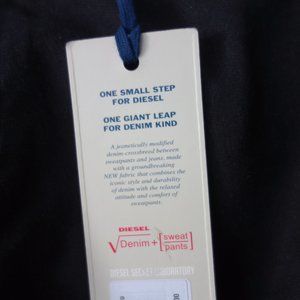 ONE SMALL STEP
FOR DIESEL
ONE GIANT LEAP
FOR DENIM KIND
A jeanetically modified
denim-crossbreed between
sweatpants and jeans, made
with a groundbreaking
NEW fabric that combines the
iconic style and durability
of denim with the relaxed
attitude and comfort of
sweatpants.
DIESEL
√Denim+[sweat
pants]
DIESEL SECRET LABORATORY